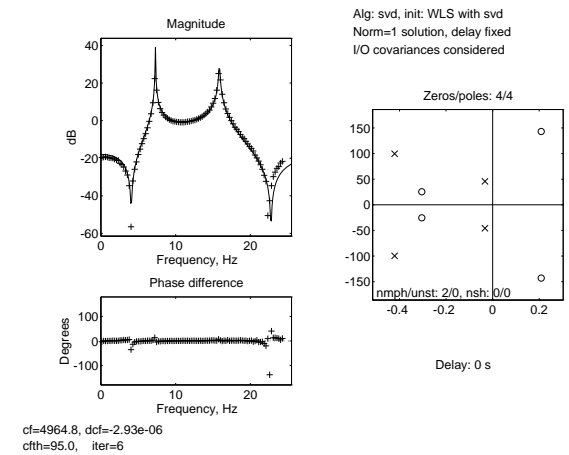 Alg: svd, init: WLS with svd
Norm=1 solution, delay fixed
I/O covariances considered
Magnitude
40
20
0
-20
-40
-60
dB
0 10 20
Frequency, Hz
Zeros/poles: 4/4
150
100
50
0
-50
-100
-150
nmph/unst: 2/0, nsh: 0/0
-0.4 -0.2 0 0.2
Phase difference
100
0
-100
Degrees
0 10 20
Frequency, Hz
Delay: 0 s
cf=4964.8, dcf=-2.93e-06
cfth=95.0, iter=6